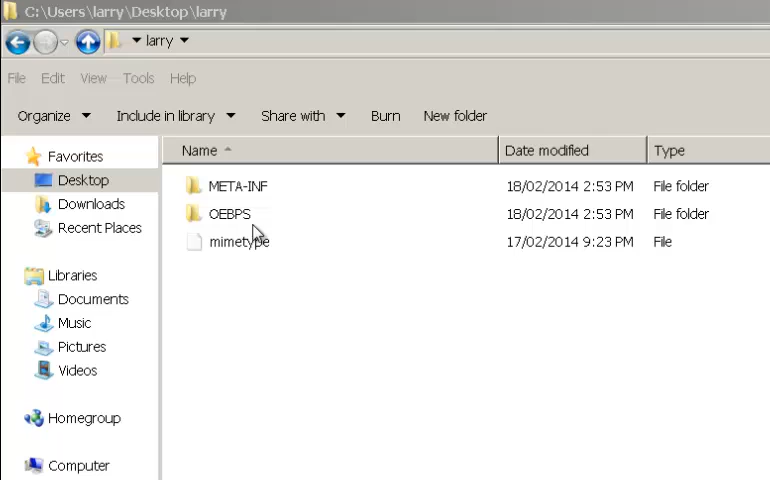 C:\Users\larry\Desktop\larry
larry
File Edit View Tools Help
Organize Include in library Share with Burn New folder
Name Date modified Type
Favorites
Desktop
Downloads
Recent Places
Libraries
Documents
Music
Pictures
Videos
Homegroup
Computer
META-INF 18/02/2014 2:53 PM File folder
OEBPS 18/02/2014 2:53 PM File folder
mimetype 17/02/2014 9:23 PM File